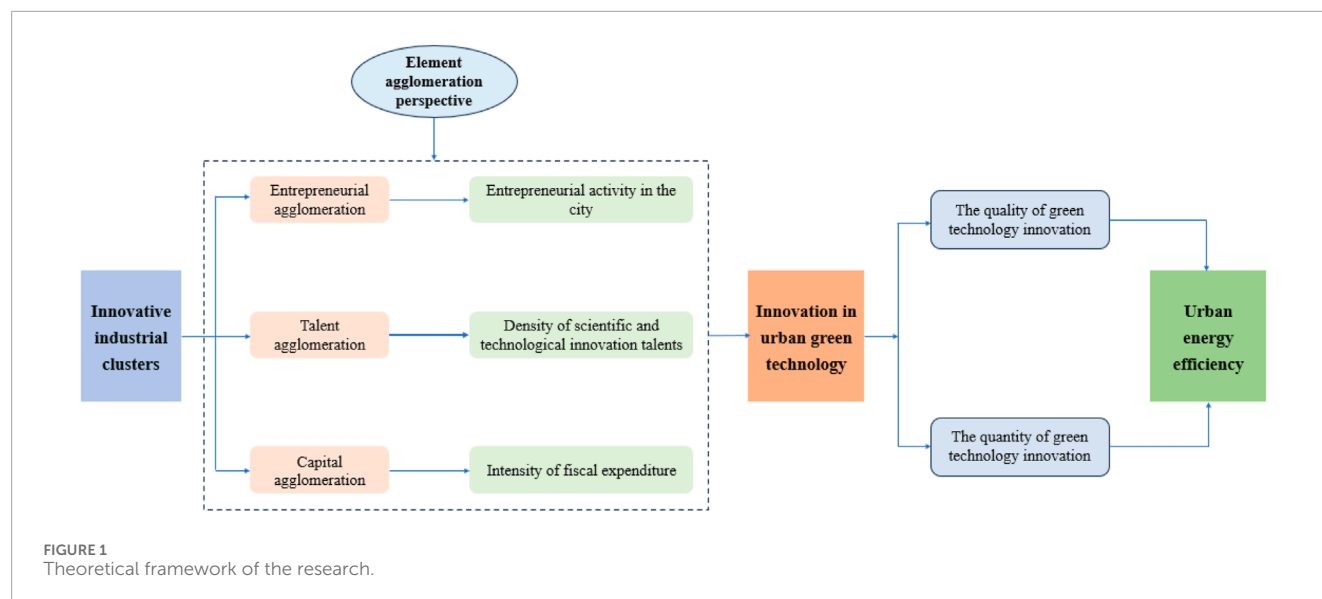 Element
agglomeration
perspective
Entrepreneurial
agglomeration
Entrepreneurial activity in the
city
The quality of green
technology innovation
Innovative
industrial
clusters
Talent
agglomeration
Density of scientific and
technological innovation talents
Innovation in
urban green
technology
Urban
energy
efficiency
The quantity of green
technology innovation
Capital
agglomeration
Intensity of fiscal expenditure
FIGURE 1
Theoretical framework of the research.